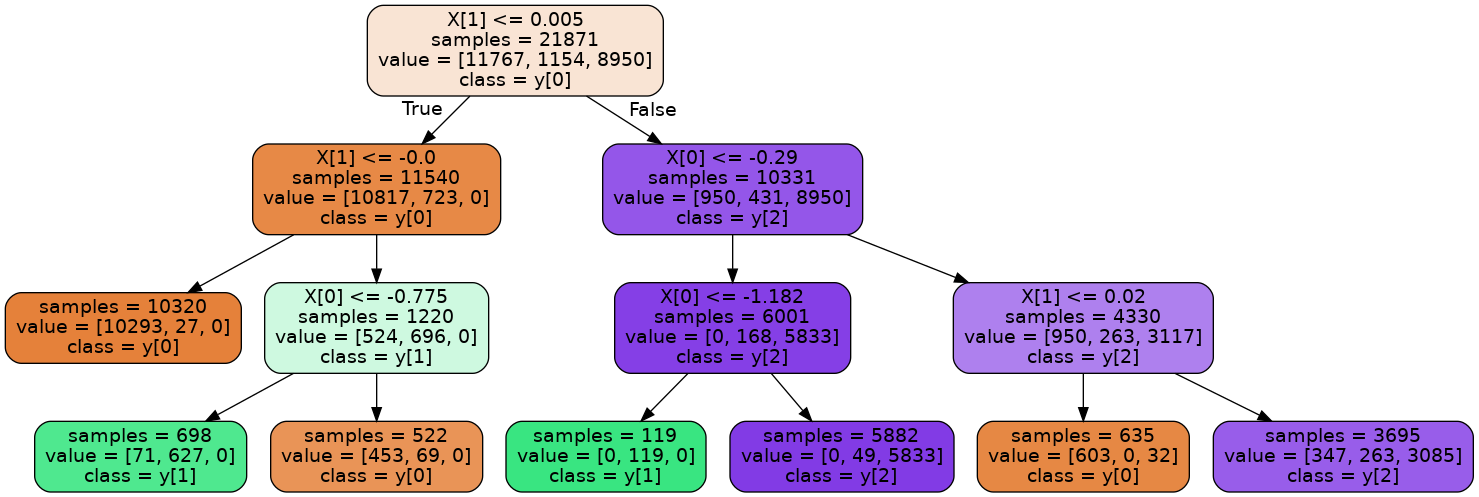 X[1] <= 0.005
samples = 21871
value = [11767, 1154, 8950]
class = y[0]
True
False
X[1] <= -0.0
samples = 11540
value = [10817, 723, 0]
class = y[0]
X[0] <= -0.29
samples = 10331
value = [950, 431, 8950]
class = y[2]
samples = 10320
value = [10293, 27, 0]
class = y[0]
X[0] <= -0.775
samples = 1220
value = [524, 696, 0]
class = y[1]
X[0] <= -1.182
samples = 6001
value = [0, 168, 5833]
class = y[2]
X[1] <= 0.02
samples = 4330
value = [950, 263, 3117]
class = y[2]
samples = 698
value = [71, 627, 0]
class = y[1]
samples = 522
value = [453, 69, 0]
class = y[0]
samples = 119
value = [0, 119, 0]
class = y[1]
samples = 5882
value = [0, 49, 5833]
class = y[2]
samples = 635
value = [603, 0, 32]
class = y[0]
samples = 3695
value = [347, 263, 3085]
class = y[2]